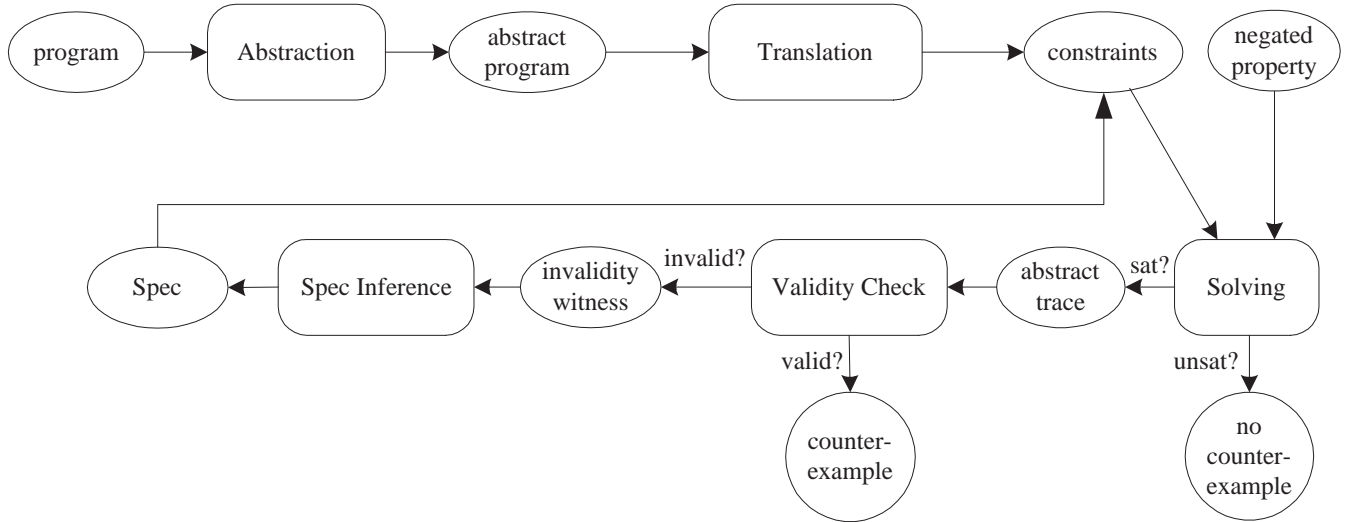 program
Abstraction
abstract
program
Translation
constraints
negated
property
Spec
Spec Inference
invalidity
witness
invalid?
Validity Check
abstract
trace
sat?
Solving
valid?
unsat?
counter-
example
no
counter-
example